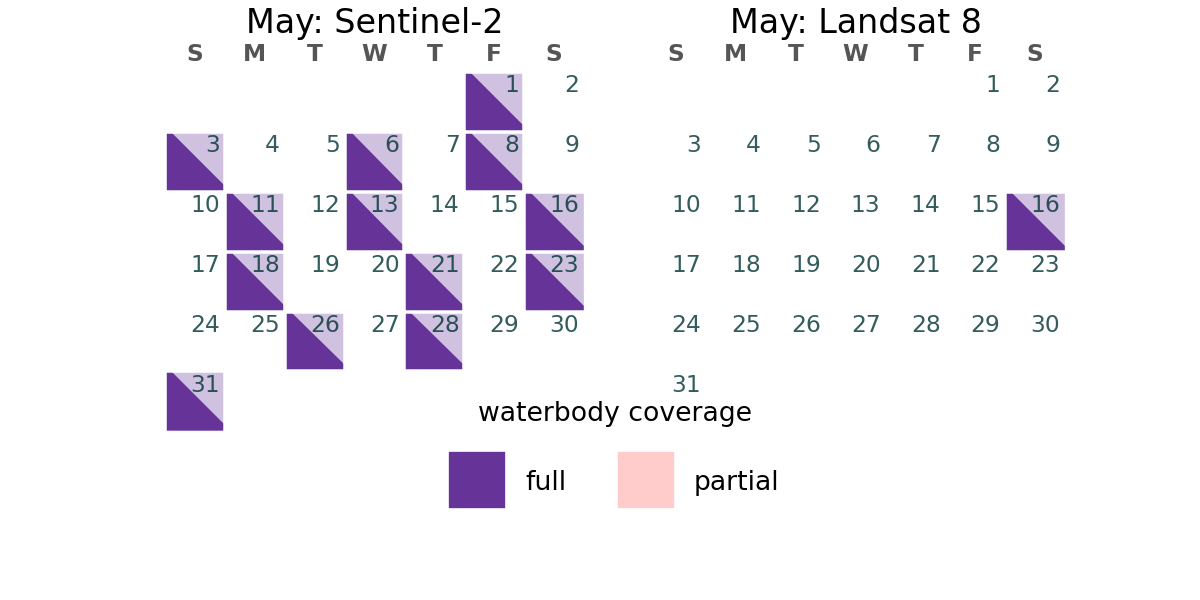 May: Sentinel-2
S M T W T F S
1 2
3 4 5 6 7 8 9
10 11 12 13 14 15 16
17 18 19 20 21 22 23
24 25 26 27 28 29 30
31
May: Landsat 8
S M T W T F S
1 2
3 4 5 6 7 8 9
10 11 12 13 14 15 16
17 18 19 20 21 22 23
24 25 26 27 28 29 30
31
waterbody coverage
full partial